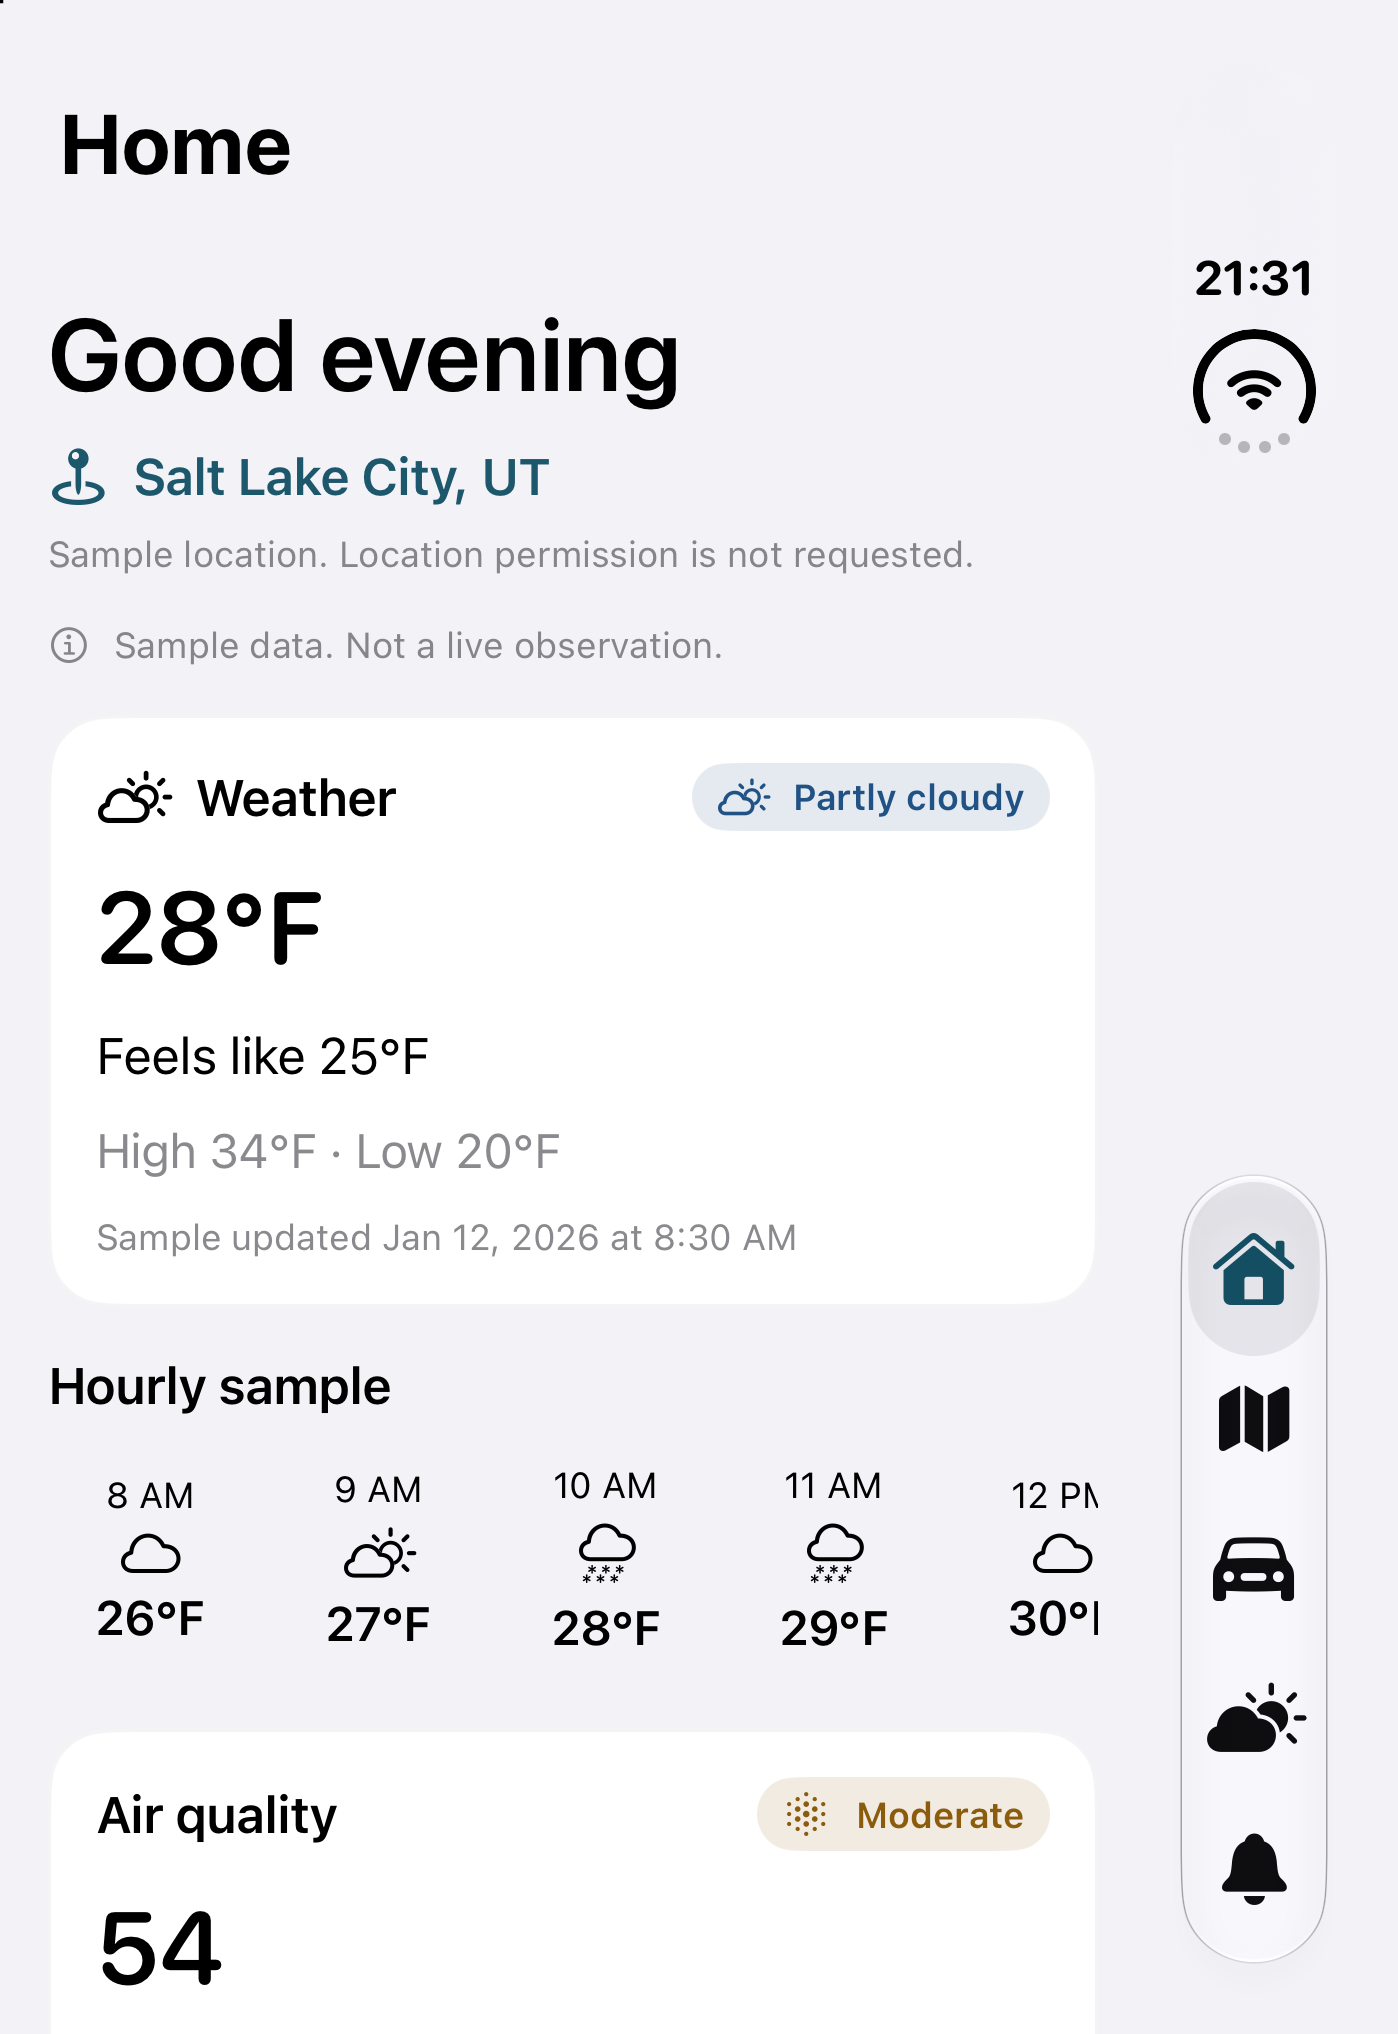 Home
21:31
Good evening
Salt Lake City, UT
Sample location. Location permission is not requested.
Sample data. Not a live observation.
Weather
Partly cloudy
28°F
Feels like 25°F
High 34°F · Low 20°F
Sample updated Jan 12, 2026 at 8:30 AM
Hourly sample
8 AM 9 AM 10 AM 11 AM 12
26°F 27°F 28°F 29°F 30°
Air quality
Moderate
54